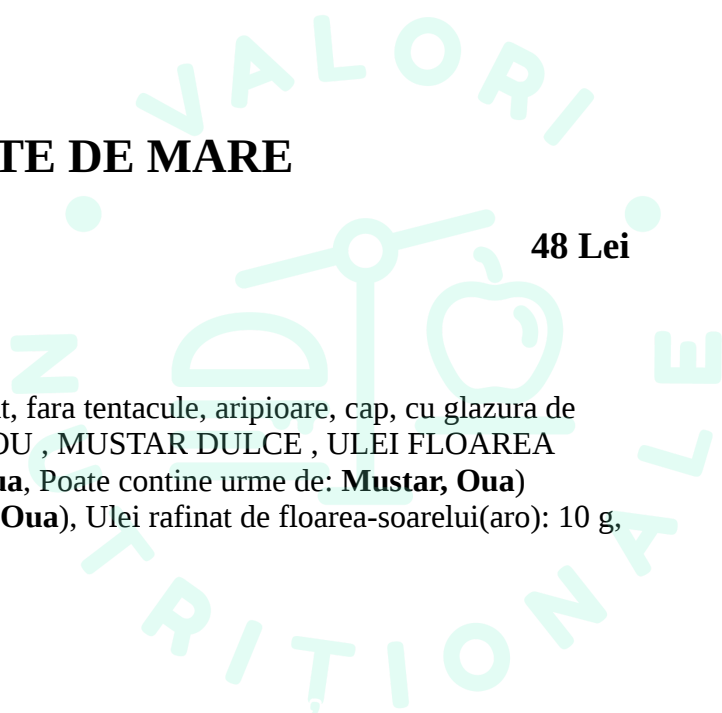 TE DE MARE
48 Lei
t, fara tentacule, aripioare, cap, cu glazura de
OU , MUSTAR DULCE , ULEI FLOAREA
ua, Poate contine urme de: Mustar, Oua)
Oua), Ulei rafinat de floarea-soarelui(aro): 10 g,
VALORI
NUTRIȚIONALE